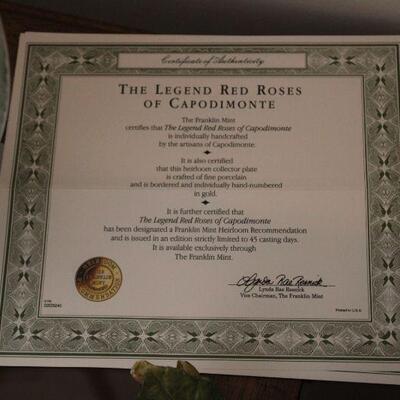 Certificate of Authenticity
THE LEGEND RED ROSES
OF CAPODIMONTE
The Franklin Mint
certifies that The Legend Red Roses of Capodimonte
is individually handcrafted
by the artisans of Capodimonte.
It is also certified
that this heirloom collector plate
is crafted of fine porcelain
and is bordered and individually hand-numbered
in gold.
It is further certified that
The Legend Red Roses of Capodimonte
has been designated a Franklin Mint Heirloom Recommendation
and is issued in an edition strictly limited to 45 casting days.
It is available exclusively through
The Franklin Mint.
Lynda Rae Resnick
Lynda Rae Resnick
Vice Chairman, The Franklin Mint
Printed in U.S.A.